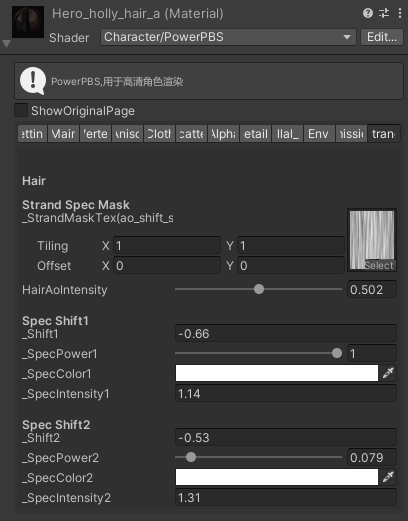 Hero_holly_hair_a (Material)
Shader Character/PowerPBS Edit...
PowerPBS,用于高清角色渲染
ShowOriginalPage
ettin Mair erte Aniso Cloth catte Alpha etail llal_ Env nissio tran
Hair
Strand Spec Mask
_StrandMaskTex(ao_shift_s
Tiling X 1 Y 1
Offset X 0 Y 0
Select
HairAoIntensity 0.502
Spec Shift1
_Shift1 -0.66
_SpecPower1 1
_SpecColor1
_SpecIntensity1 1.14
Spec Shift2
_Shift2 -0.53
_SpecPower2 0.079
_SpecColor2
_SpecIntensity2 1.31